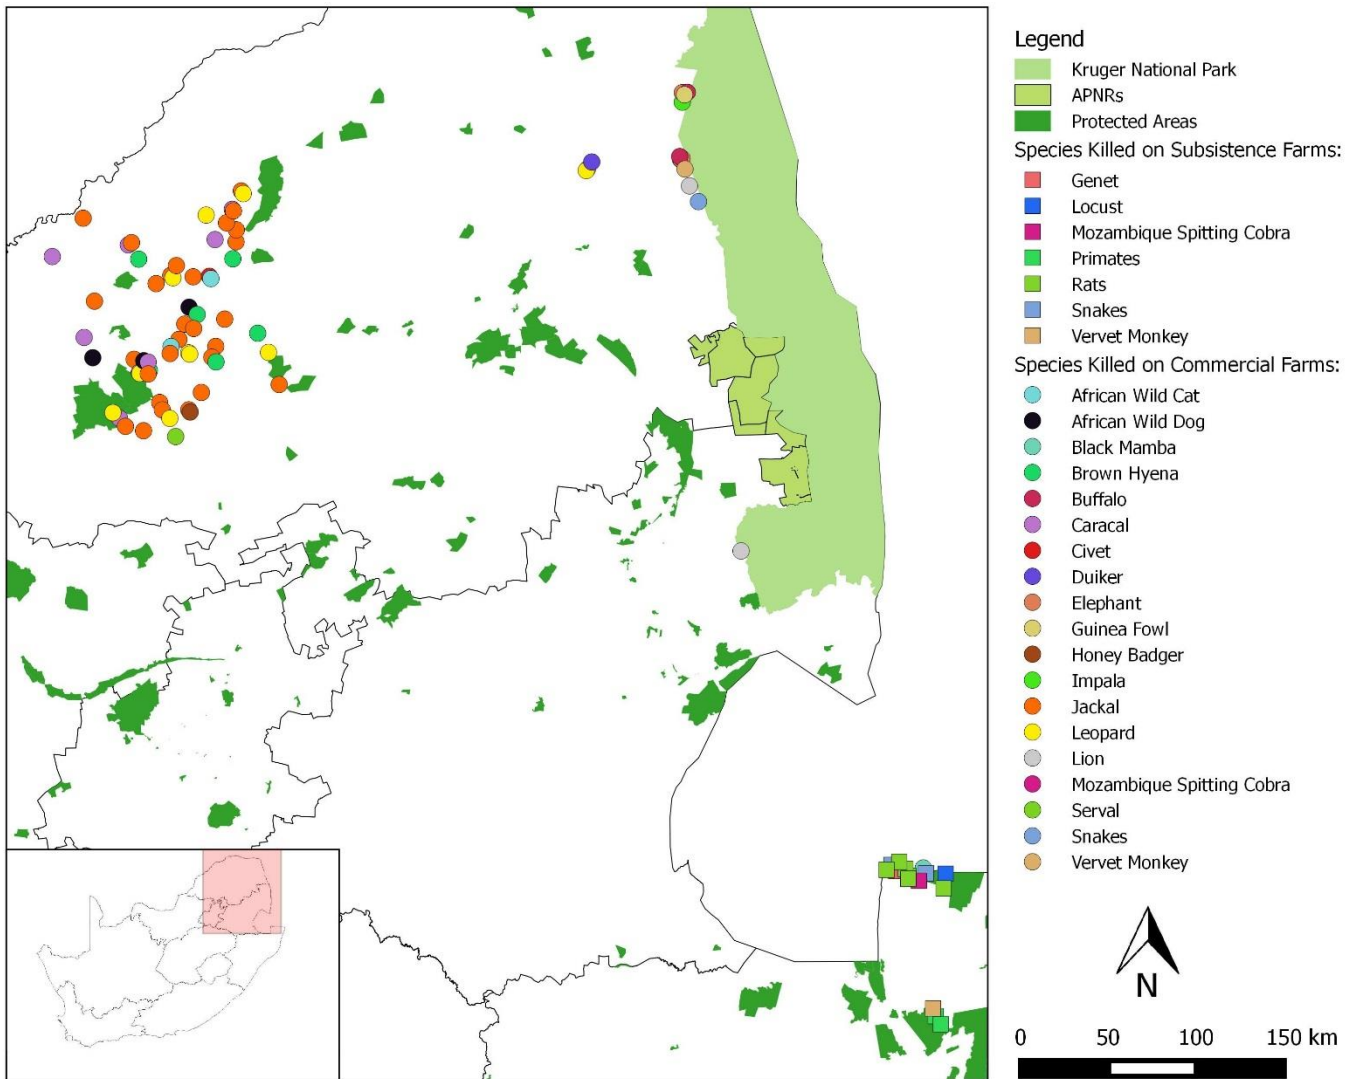 Legend
Kruger National Park
APNRs
Protected Areas
Species Killed on Subsistence Farms:
Genet
Locust
Mozambique Spitting Cobra
Primates
Rats
Snakes
Vervet Monkey
Species Killed on Commercial Farms:
African Wild Cat
African Wild Dog
Black Mamba
Brown Hyena
Buffalo
Caracal
Civet
Duiker
Elephant
Guinea Fowl
Honey Badger
Impala
Jackal
Leopard
Lion
Mozambique Spitting Cobra
Serval
Snakes
Vervet Monkey
N
0 50 100 150 km